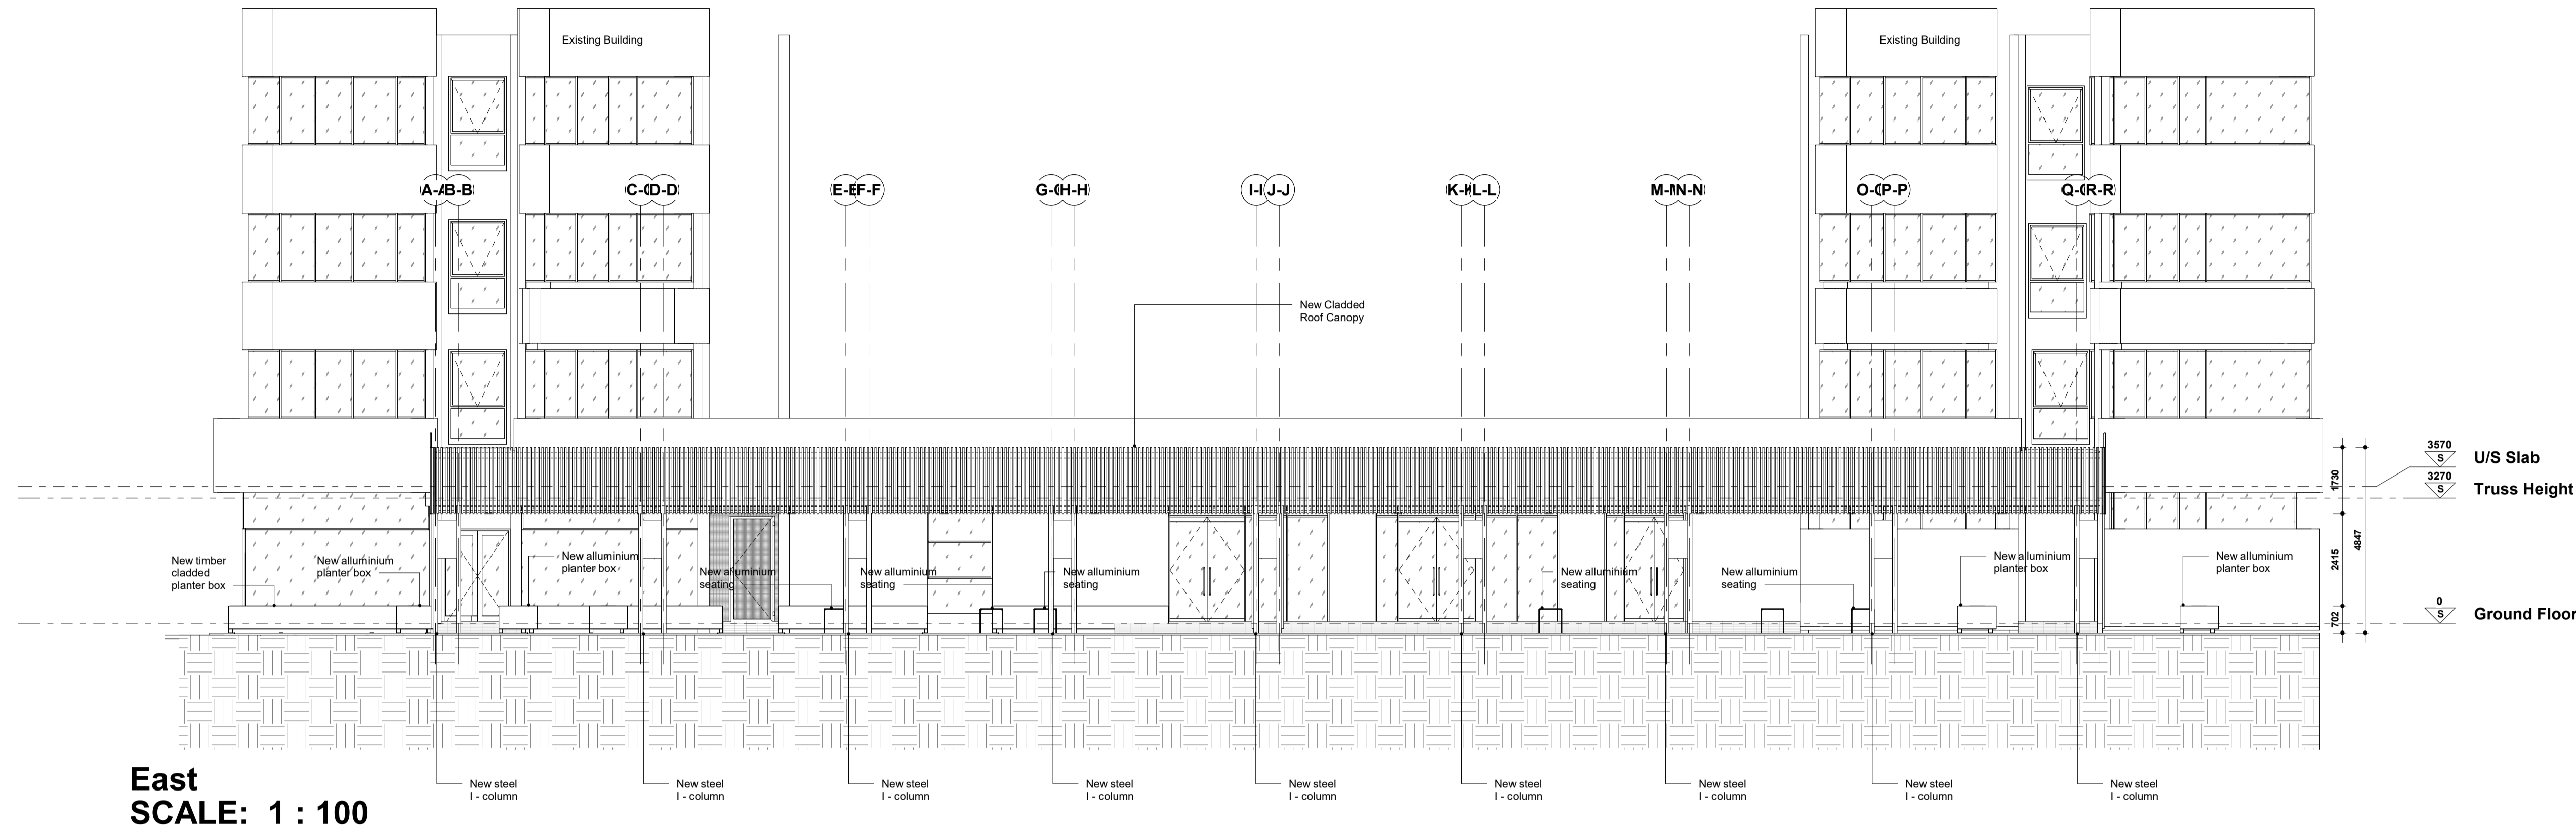 Existing Building
Existing Building
A-A
B-B
C-C
D-D
E-E
F-F
G-G
H-H
I-I
J-J
K-K
L-L
M-M
N-N
O-O
P-P
Q-Q
R-R
New Cladded
Roof Canopy
3570
S
U/S Slab
3270
S
Truss Height
0
S
Ground Floor
1730
2415
702
4847
New timber
cladded
planter box
New alluminium
planter box
New alluminium
planter box
New alluminium
seating
New alluminium
seating
New alluminium
seating
New alluminium
seating
New alluminium
seating
New alluminium
planter box
New alluminium
planter box
New steel
I - column
New steel
I - column
New steel
I - column
New steel
I - column
New steel
I - column
New steel
I - column
New steel
I - column
New steel
I - column
New steel
I - column
East
SCALE: 1 : 100